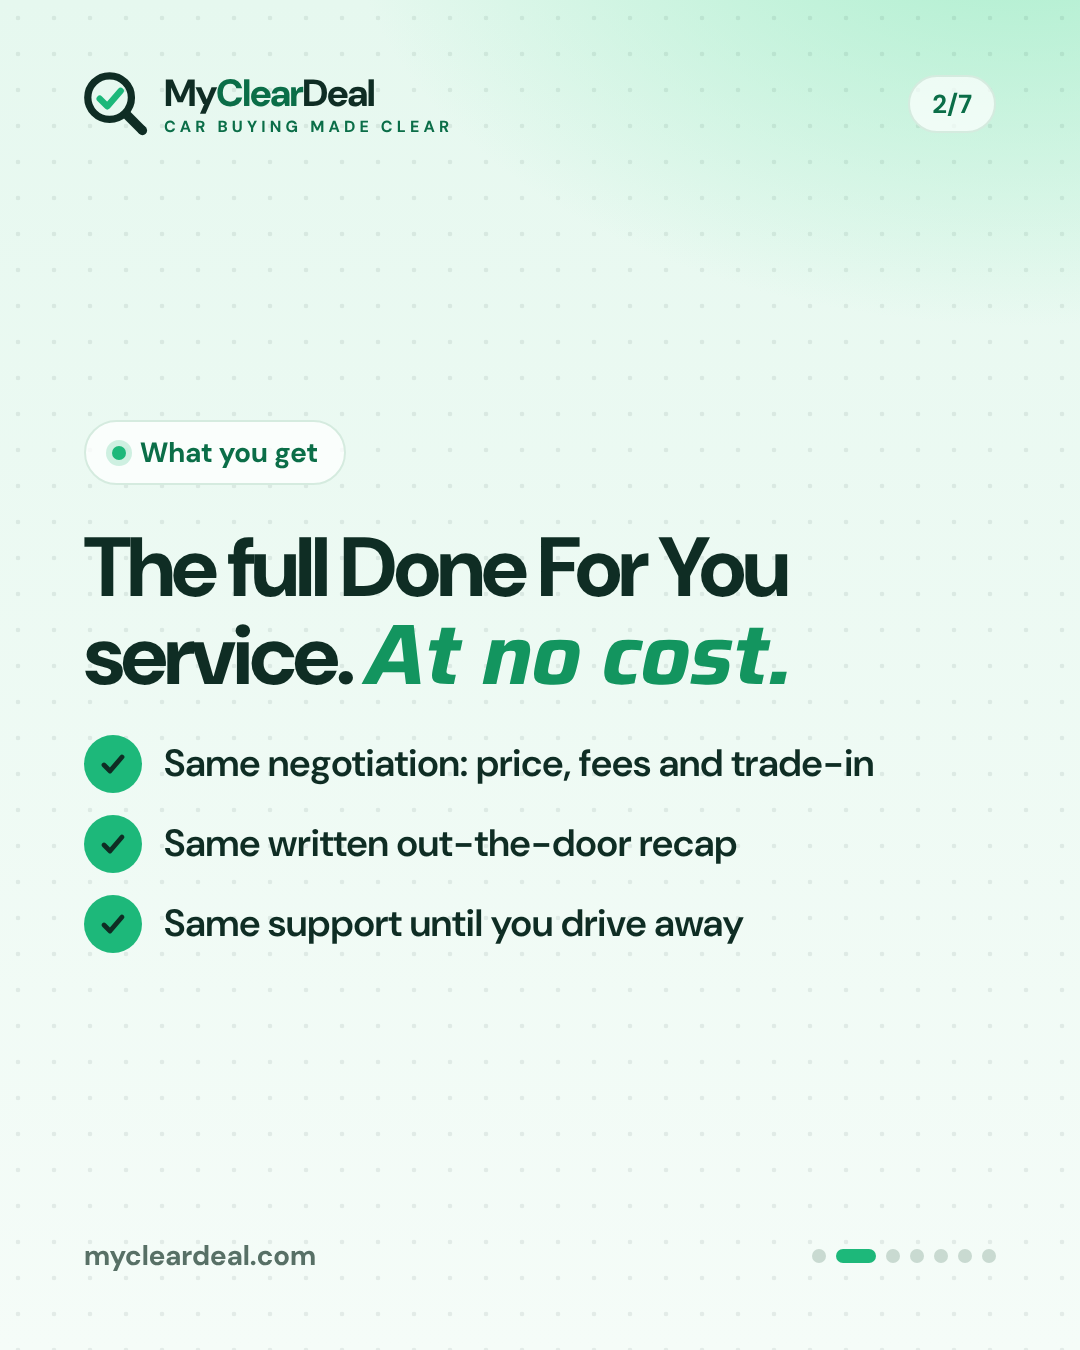 MyClearDeal
CAR BUYING MADE CLEAR
2/7
What you get
The full Done For You
service. At no cost.
Same negotiation: price, fees and trade-in
Same written out-the-door recap
Same support until you drive away
mycleardeal.com